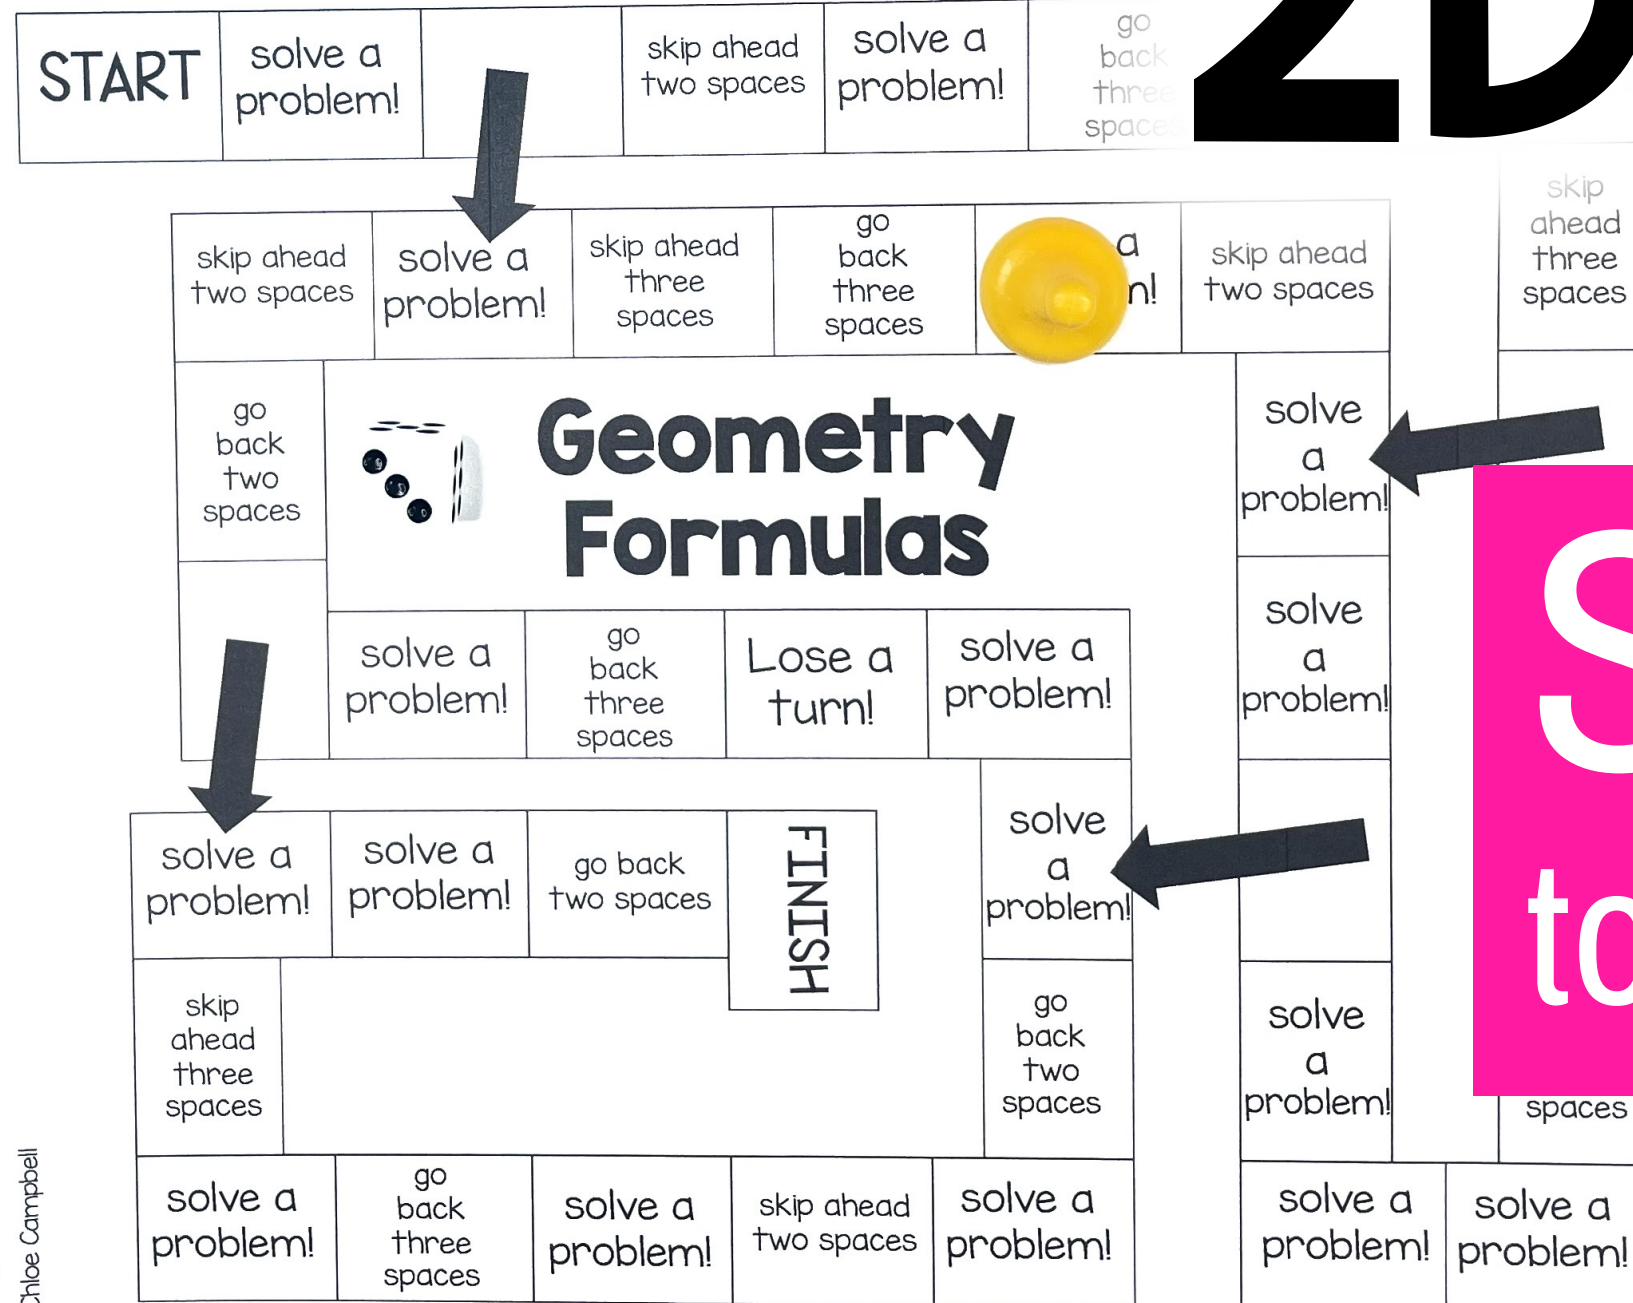 START
solve a
problem!
skip ahead
two spaces
solve a
problem!
go
back
three
spaces
2D
skip ahead
two spaces
solve a
problem!
skip ahead
three
spaces
go
back
three
spaces
a
skip ahead
two spaces
skip
ahead
three
spaces
go
back
two
spaces
Geometry
Formulas
solve
a
problem!
solve
a
problem!
solve a
problem!
go
back
three
spaces
Lose a
turn!
solve a
problem!
solve a
problem!
solve a
problem!
go back
two spaces
FINISH
solve
a
problem!
skip
ahead
three
spaces
go
back
two
spaces
solve
a
problem!
spaces
solve a
problem!
go
back
three
spaces
solve a
problem!
skip ahead
two spaces
solve a
problem!
solve a
problem!
solve a
problem!
Chloe Campbell